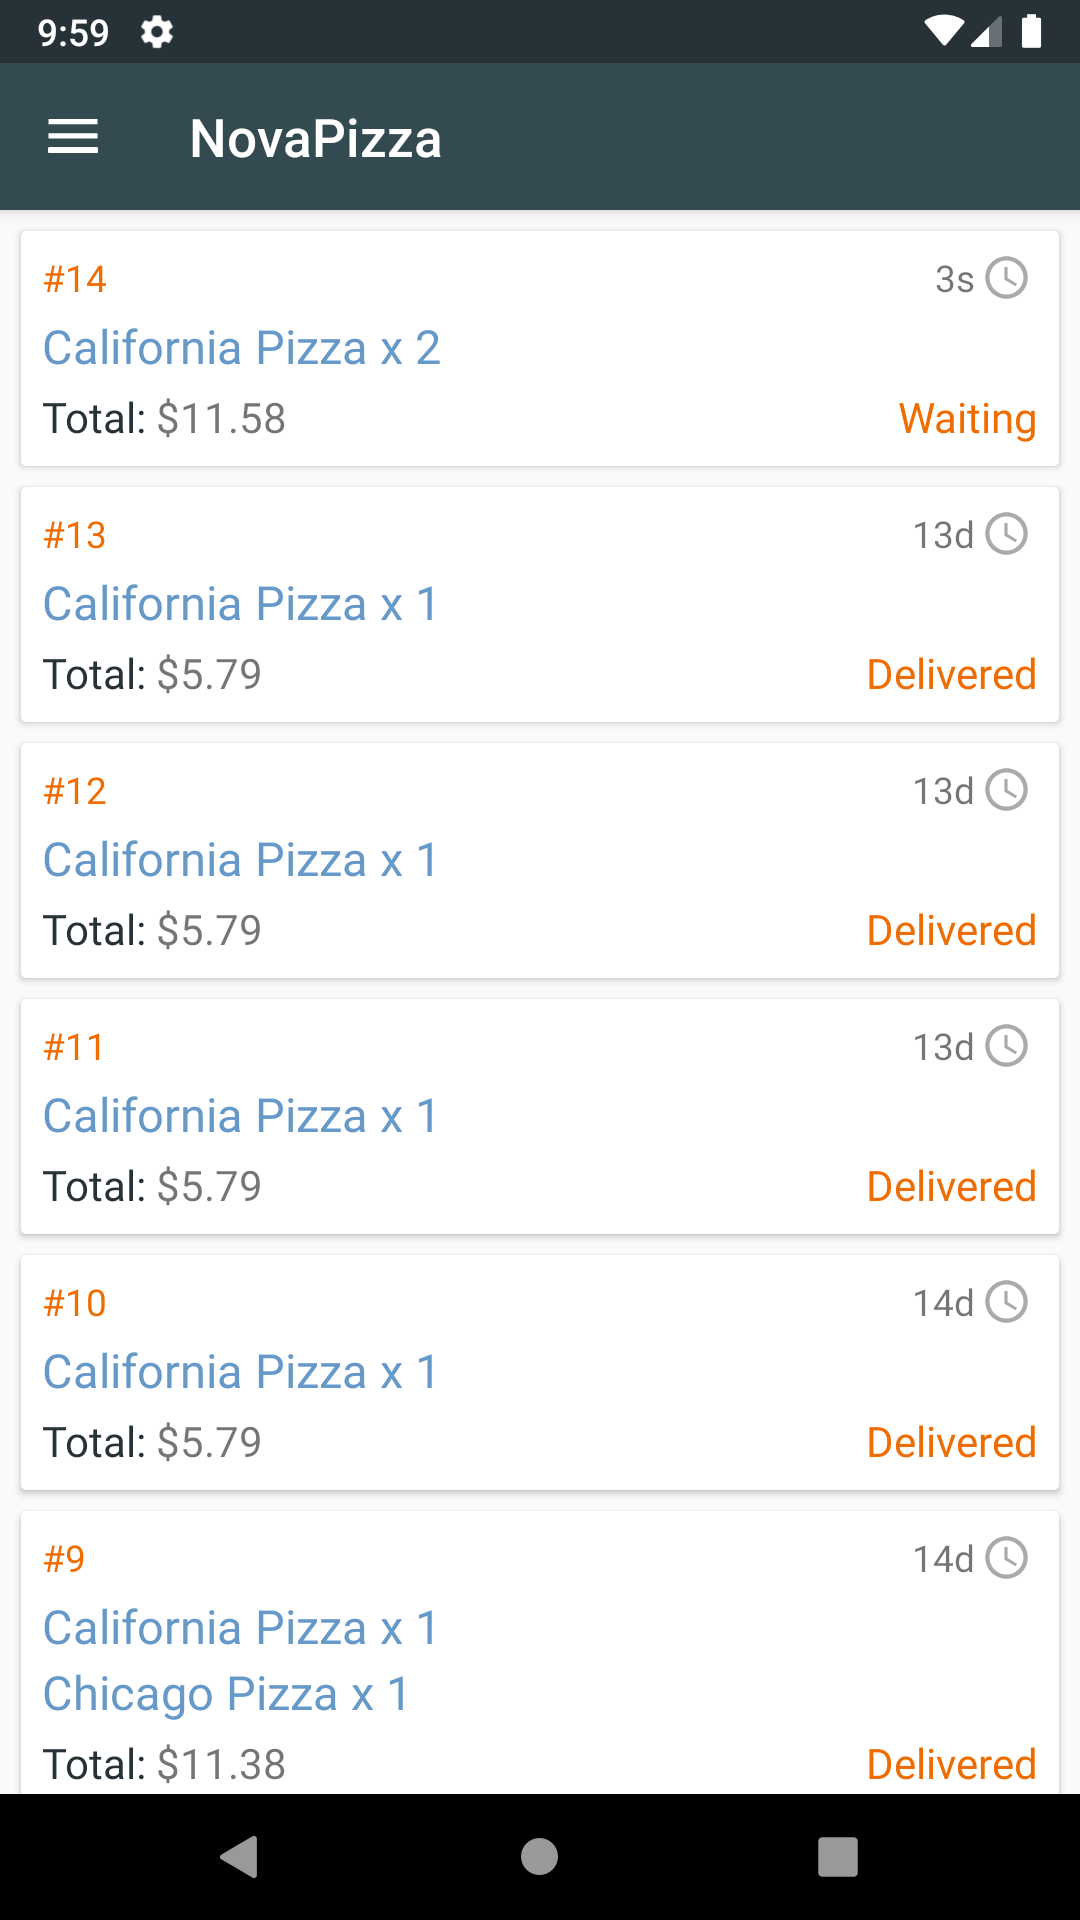 9:59
NovaPizza
#14 3s
California Pizza x 2
Total: $11.58 Waiting
#13 13d
California Pizza x 1
Total: $5.79 Delivered
#12 13d
California Pizza x 1
Total: $5.79 Delivered
#11 13d
California Pizza x 1
Total: $5.79 Delivered
#10 14d
California Pizza x 1
Total: $5.79 Delivered
#9 14d
California Pizza x 1
Chicago Pizza x 1
Total: $11.38 Delivered